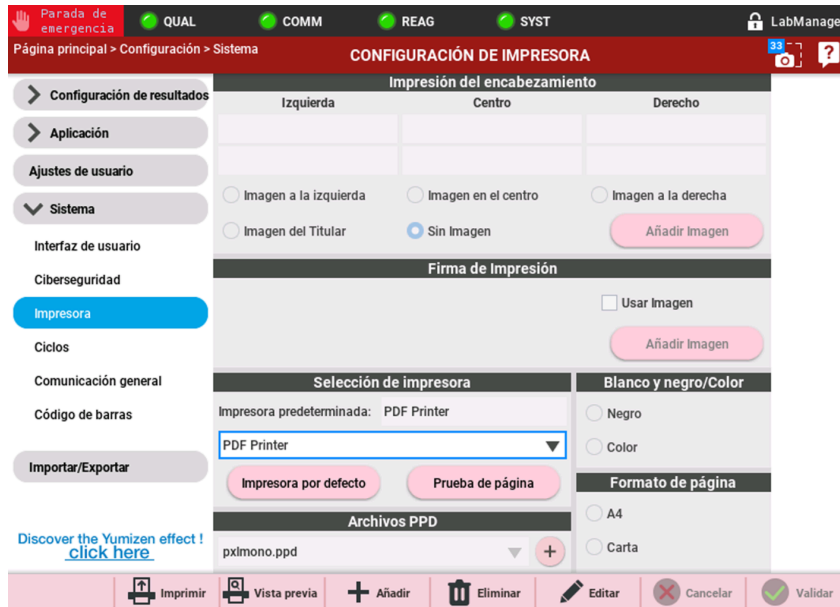 Parada de
emergencia
QUAL
COMM
REAG
SYST
LabManage
Página principal > Configuración > Sistema
CONFIGURACIÓN DE IMPRESORA
33
?
Configuración de resultados
Aplicación
Ajustes de usuario
Sistema
Interfaz de usuario
Ciberseguridad
Impresora
Ciclos
Comunicación general
Código de barras
Importar/Exportar
Discover the Yumizen effect !
click here
Impresión del encabezamiento
Izquierda
Centro
Derecho
Imagen a la izquierda
Imagen en el centro
Imagen a la derecha
Imagen del Titular
Sin Imagen
Añadir Imagen
Firma de Impresión
Usar Imagen
Añadir Imagen
Selección de impresora
Impresora predeterminada: PDF Printer
PDF Printer
Impresora por defecto
Prueba de página
Archivos PPD
pxlmono.ppd
+
Blanco y negro/Color
Negro
Color
Formato de página
A4
Carta
Imprimir
Vista previa
Añadir
Eliminar
Editar
Cancelar
Validar